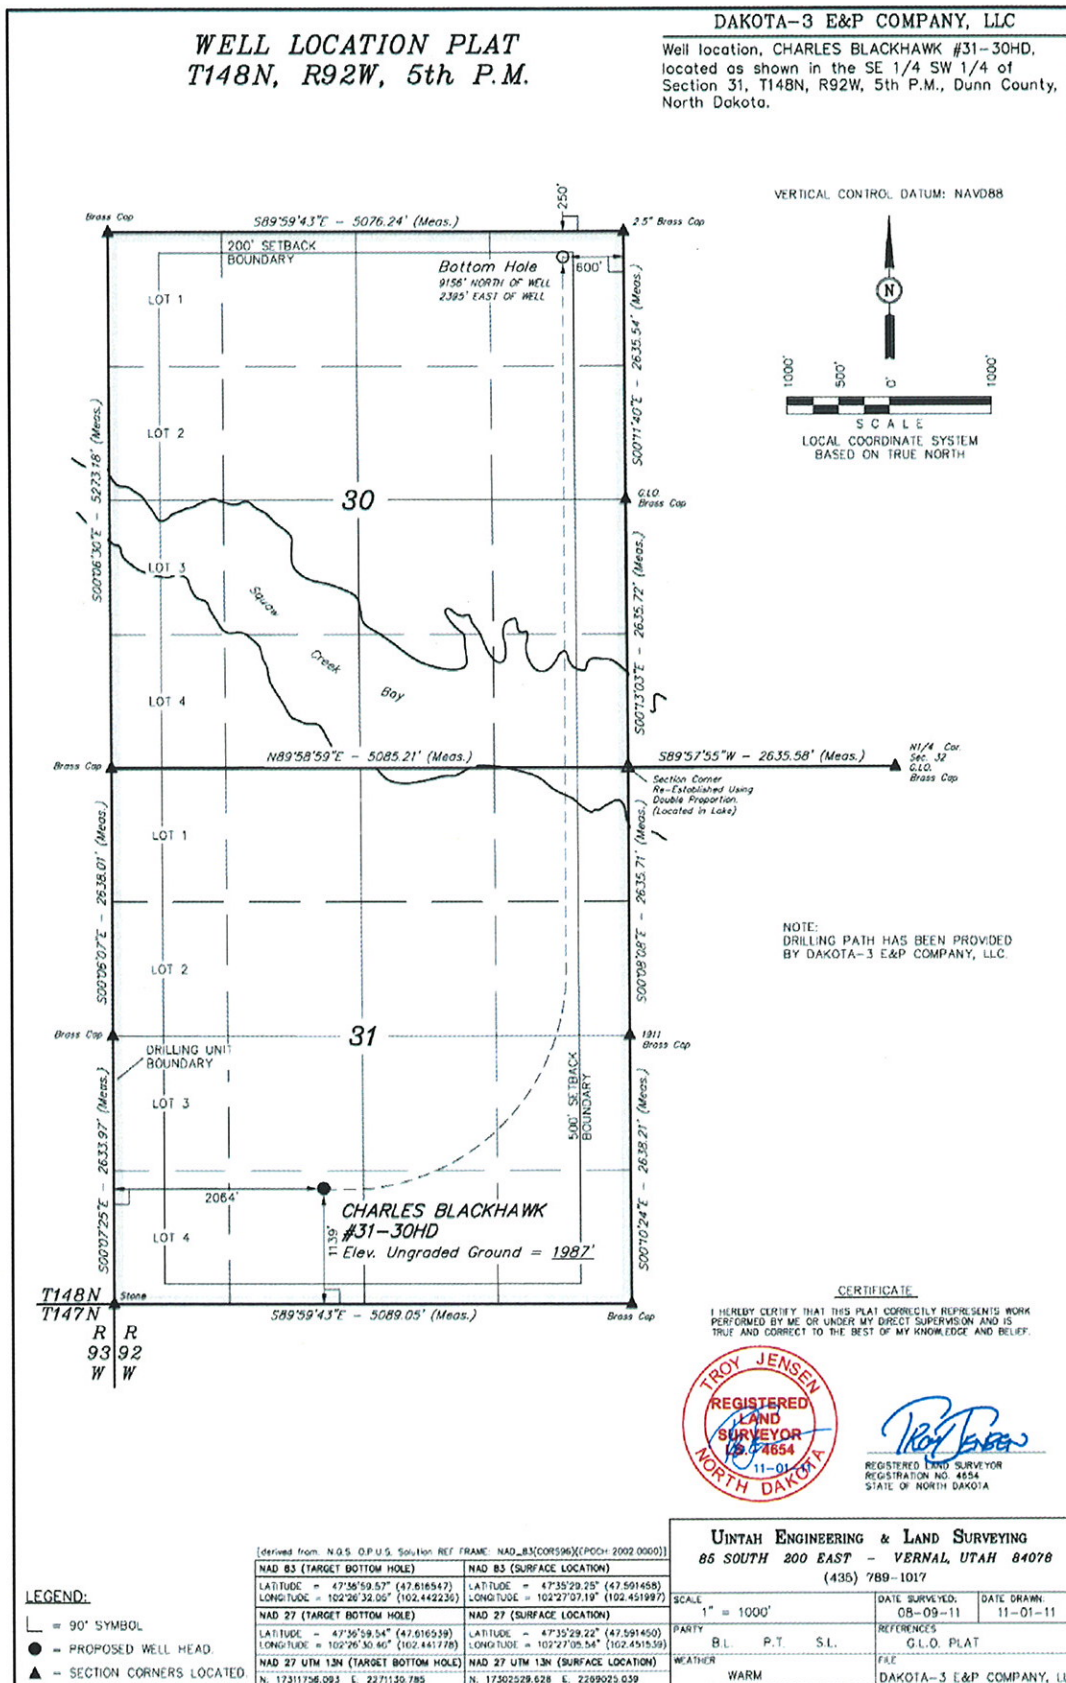 WELL LOCATION PLAT
T148N, R92W, 5th P.M.
DAKOTA-3 E&P COMPANY, LLC
Well location, CHARLES BLACKHAWK #31-30HD,
located as shown in the SE 1/4 SW 1/4 of
Section 31, T148N, R92W, 5th P.M., Dunn County,
North Dakota.
VERTICAL CONTROL DATUM: NAVD88
N
1000'
500'
0'
1000'
SCALE
LOCAL COORDINATE SYSTEM
BASED ON TRUE NORTH
Brass Cap
S89°59'43"E - 5076.24' (Meas.)
250'
2.5" Brass Cap
200' SETBACK
BOUNDARY
Bottom Hole
9156' NORTH OF WELL
2395' EAST OF WELL
600'
LOT 1
S00°11'40"E - 2635.54' (Meas.)
LOT 2
S00°06'30"E - 5273.18' (Meas.)
30
G.L.O.
Brass Cap
LOT 3
Squaw
Creek
Bay
S00°13'03"E - 2635.72' (Meas.)
LOT 4
N89°58'59"E - 5085.21' (Meas.)
S89°57'55"W - 2635.58' (Meas.)
N1/4 Cor.
Sec. 32
G.L.O.
Brass Cap
Brass Cap
Section Corner
Re-Established Using
Double Proportion.
(Located in Lake)
LOT 1
S00°06'07"E - 2638.01' (Meas.)
S00°08'08"E - 2635.71' (Meas.)
NOTE:
DRILLING PATH HAS BEEN PROVIDED
BY DAKOTA-3 E&P COMPANY, LLC.
LOT 2
Brass Cap
31
1911
Brass Cap
DRILLING UNIT
BOUNDARY
LOT 3
500' SETBACK
BOUNDARY
S00°07'25"E - 2633.97' (Meas.)
S00°10'24"E - 2638.21' (Meas.)
2064'
CHARLES BLACKHAWK
#31-30HD
Elev. Ungraded Ground = 1987'
1139'
LOT 4
T148N
T147N
Stone
S89°59'43"E - 5089.05' (Meas.)
Brass Cap
R R
93 92
W W
CERTIFICATE
I HEREBY CERTIFY THAT THIS PLAT CORRECTLY REPRESENTS WORK
PERFORMED BY ME OR UNDER MY DIRECT SUPERVISION AND IS
TRUE AND CORRECT TO THE BEST OF MY KNOWLEDGE AND BELIEF.
TROY JENSEN
REGISTERED
LAND
SURVEYOR
LS-4654
11-01-11
NORTH DAKOTA
Troy Jensen
REGISTERED LAND SURVEYOR
REGISTRATION NO. 4654
STATE OF NORTH DAKOTA
LEGEND:
= 90° SYMBOL
= PROPOSED WELL HEAD.
= SECTION CORNERS LOCATED.
NAD 83 (TARGET BOTTOM HOLE)
LATITUDE = 47°36'59.57" (47.616547)
LONGITUDE = 102°26'32.05" (102.442236)
NAD 83 (SURFACE LOCATION)
LATITUDE = 47°35'29.25" (47.591458)
LONGITUDE = 102°27'07.19" (102.451997)
NAD 27 (TARGET BOTTOM HOLE)
LATITUDE = 47°36'59.54" (47.616539)
LONGITUDE = 102°26'30.40" (102.441778)
NAD 27 (SURFACE LOCATION)
LATITUDE = 47°35'29.22" (47.591450)
LONGITUDE = 102°27'05.54" (102.451539)
NAD 27 UTM 13N (TARGET BOTTOM HOLE)
N. 17311756.093 E. 2271130.785
NAD 27 UTM 13N (SURFACE LOCATION)
N. 17302529.628 E. 2269025.039
UINTAH ENGINEERING & LAND SURVEYING
85 SOUTH 200 EAST - VERNAL, UTAH 84078
(435) 789-1017
SCALE
1" = 1000'
DATE SURVEYED:
08-09-11
DATE DRAWN:
11-01-11
PARTY
B.L. P.T. S.L.
REFERENCES
G.L.O. PLAT
WEATHER
WARM
FILE
DAKOTA-3 E&P COMPANY,